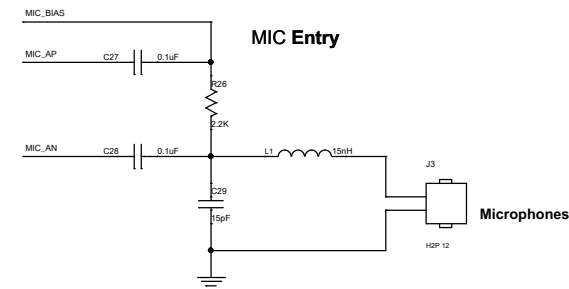 MIC_BIAS
MIC Entry
MIC_AP
C27
0.1uF
R26
2.2K
MIC_AN
C28
0.1uF
L1
15nH
J3
C29
15pF
Microphones
H2P 12